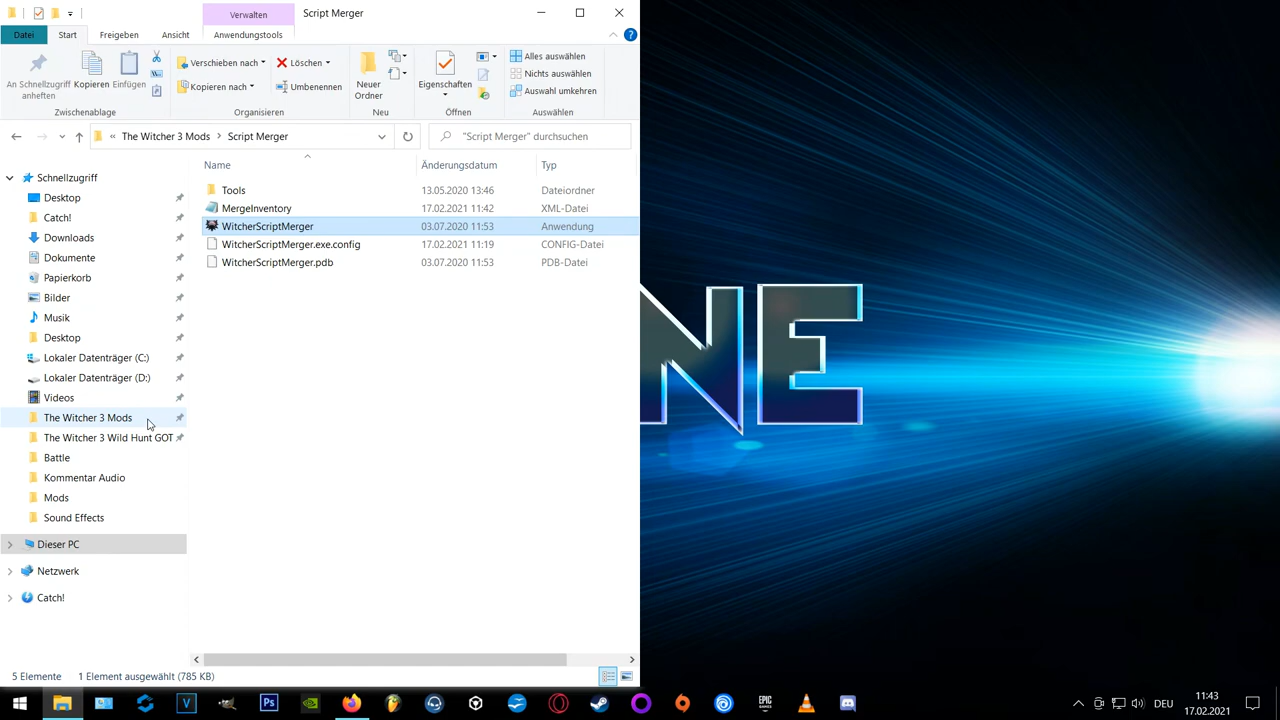 Verwalten
Script Merger
Datei
Start
Freigeben
Ansicht
Anwendungstools
An Schnellzugriff anheften
Kopieren
Einfügen
Verschieben nach
Kopieren nach
Löschen
Umbenennen
Neuer Ordner
Eigenschaften
Alles auswählen
Nichts auswählen
Auswahl umkehren
Zwischenablage
Organisieren
Neu
Öffnen
Auswählen
« The Witcher 3 Mods › Script Merger
"Script Merger" durchsuchen
Name Änderungsdatum Typ
Tools 13.05.2020 13:46 Dateiordner
MergeInventory 17.02.2021 11:42 XML-Datei
WitcherScriptMerger 03.07.2020 11:53 Anwendung
WitcherScriptMerger.exe.config 17.02.2021 11:19 CONFIG-Datei
WitcherScriptMerger.pdb 03.07.2020 11:53 PDB-Datei
Schnellzugriff
Desktop
Catch!
Downloads
Dokumente
Papierkorb
Bilder
Musik
Desktop
Lokaler Datenträger (C:)
Lokaler Datenträger (D:)
Videos
The Witcher 3 Mods
The Witcher 3 Wild Hunt GOT
Battle
Kommentar Audio
Mods
Sound Effects
Dieser PC
Netzwerk
Catch!
NE
5 Elemente 1 Element ausgewählt (785 KB)
V
Ps
EPIC GAMES
DEU
11:43
17.02.2021